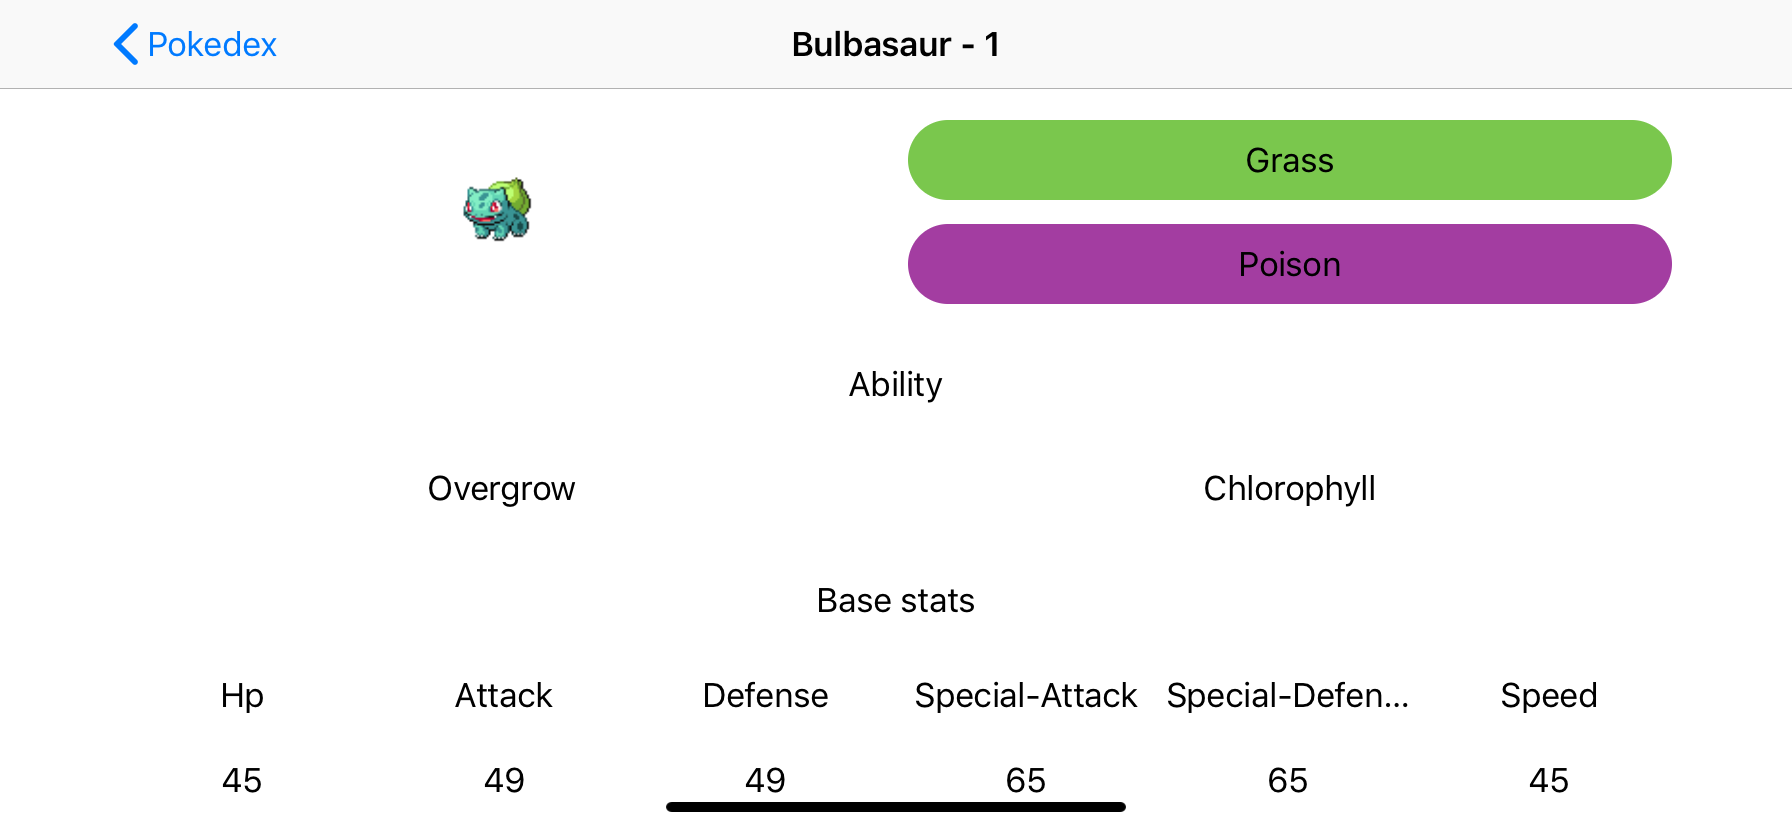 Pokedex
Bulbasaur - 1
Grass
Poison
Ability
Overgrow Chlorophyll
Base stats
Hp Attack Defense Special-Attack Special-Defen... Speed
45 49 49 65 65 45